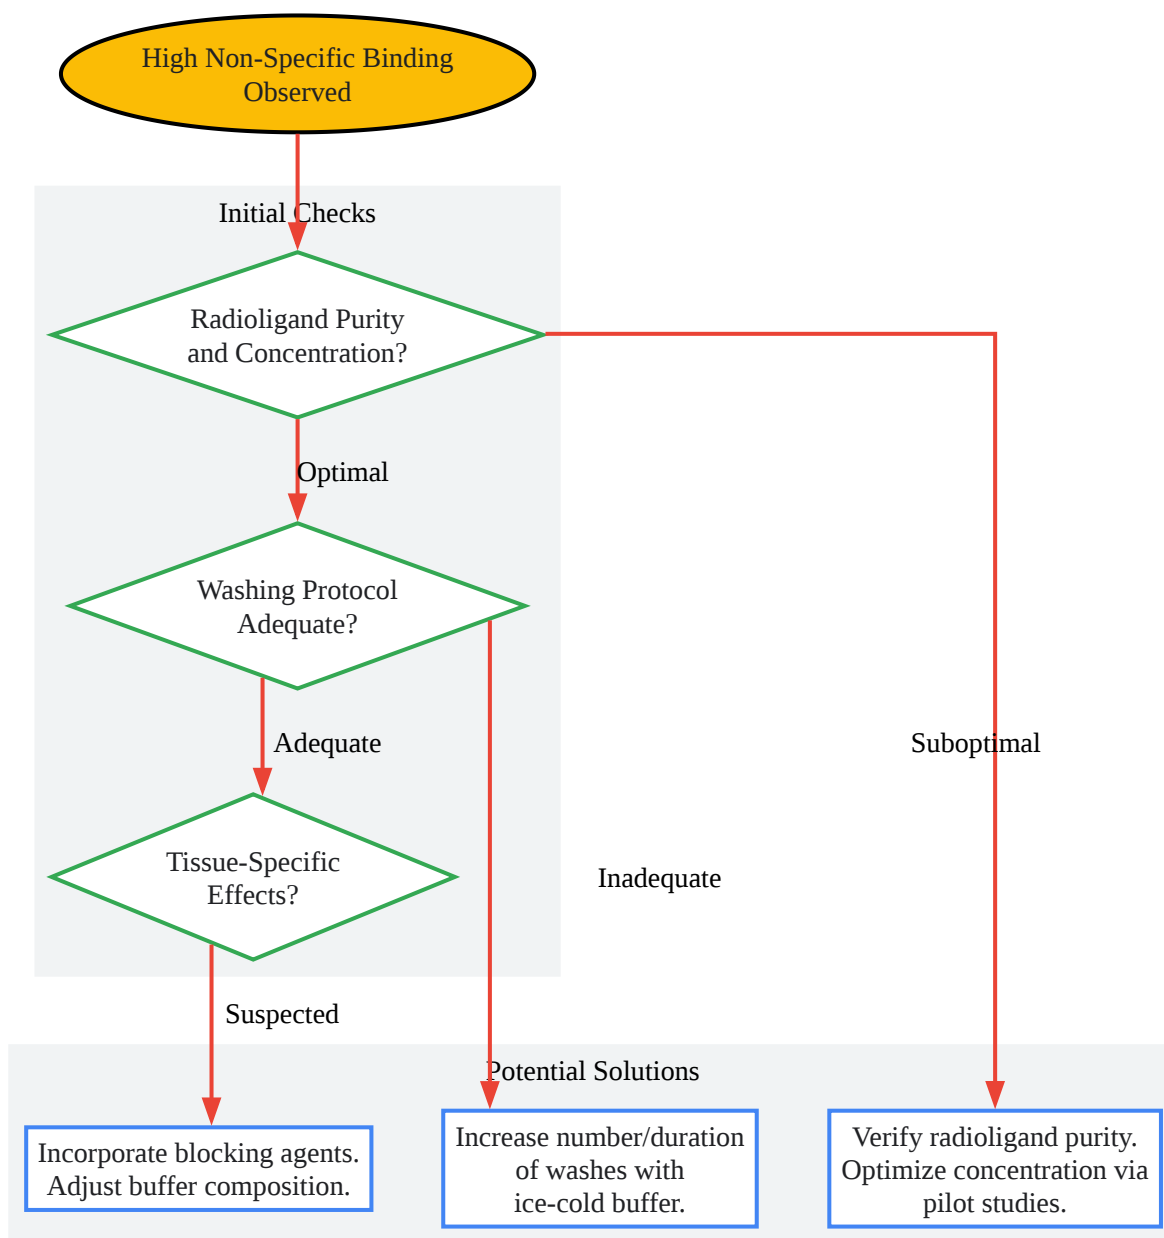 High Non-Specific Binding
Observed
Initial Checks
Radioligand Purity
and Concentration?
Optimal
Washing Protocol
Adequate?
Adequate
Suboptimal
Tissue-Specific
Effects?
Inadequate
Suspected
Potential Solutions
Incorporate blocking agents.
Adjust buffer composition.
Increase number/duration
of washes with
ice-cold buffer.
Verify radioligand purity.
Optimize concentration via
pilot studies.